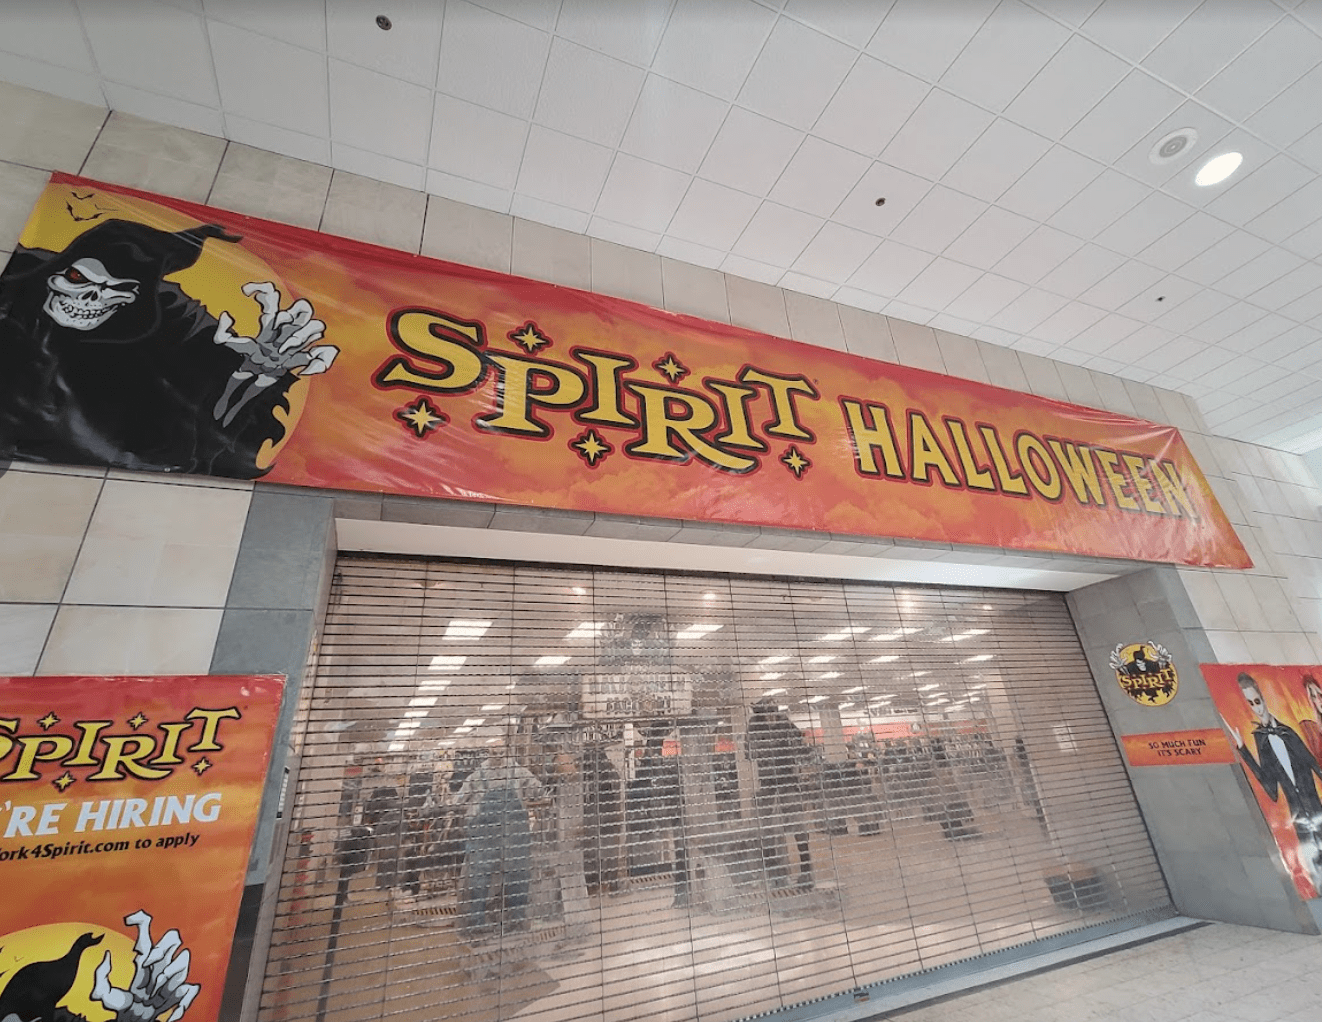 SPIRIT HALLOWEEN
SPIRIT
'RE HIRING
ork4Spirit.com to apply
SPIRIT
SO MUCH FUN
IT'S SCARY